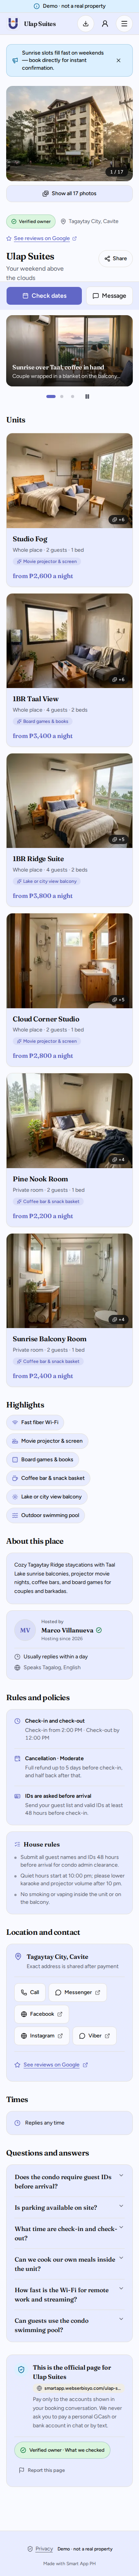 Demo · not a real property
Ulap Suites
Sunrise slots fill fast on weekends
— book directly for instant
confirmation.
1 / 17
Show all 17 photos
Verified owner
Tagaytay City, Cavite
See reviews on Google
Ulap Suites
Your weekend above
the clouds
Share
Check dates
Message
Sunrise over Taal, coffee in hand
Couple wrapped in a blanket on the balcony...
Units
+6
Studio Fog
Whole place · 2 guests · 1 bed
Movie projector & screen
from ₱2,600 / night
+6
1BR Taal View
Whole place · 4 guests · 2 beds
Board games & books
from ₱3,400 / night
+5
1BR Ridge Suite
Whole place · 4 guests · 2 beds
Lake or city view balcony
from ₱3,800 / night
+5
Cloud Corner Studio
Whole place · 2 guests · 1 bed
Movie projector & screen
from ₱2,800 / night
+4
Pine Nook Room
Private room · 2 guests · 1 bed
Coffee bar & snack basket
from ₱2,200 / night
+4
Sunrise Balcony Room
Private room · 2 guests · 1 bed
Coffee bar & snack basket
from ₱2,400 / night
Highlights
Fast fiber Wi-Fi
Movie projector & screen
Board games & books
Coffee bar & snack basket
Lake or city view balcony
Outdoor swimming pool
About this place
Cozy Tagaytay Ridge staycations with Taal
Lake sunrise balconies, projector movie
nights, coffee bars, and board games for
couples and barkadas.
MV
Hosted by
Marco Villanueva
Hosting since 2026
Usually replies within a day
Speaks Tagalog, English
Rules and policies
Check-in and check-out
Check-in from 2:00 PM · Check-out by
12:00 PM
Cancellation · Moderate
Full refund up to 5 days before check-in,
and half back after that.
IDs are asked before arrival
Send your guest list and valid IDs at least
48 hours before check-in.
House rules
Submit all guest names and IDs 48 hours
before arrival for condo admin clearance.
Quiet hours start at 10:00 pm; please lower
karaoke and projector volume after 10 pm.
No smoking or vaping inside the unit or on
the balcony.
Location and contact
Tagaytay City, Cavite
Exact address is shared after payment
Call
Messenger
Facebook
Instagram
Viber
See reviews on Google
Times
Replies any time
Questions and answers
Does the condo require guest IDs
before arrival?
Is parking available on site?
What time are check-in and check-
out?
Can we cook our own meals inside
the unit?
How fast is the Wi-Fi for remote
work and streaming?
Can guests use the condo
swimming pool?
This is the official page for
Ulap Suites
smartapp.webserbisyo.com/ulap-s...
Pay only to the accounts shown in
your booking conversation. We never
ask you to pay a personal GCash or
bank account in chat or by text.
Verified owner · What we checked
Report this page
Privacy
Demo · not a real property
Made with Smart App PH